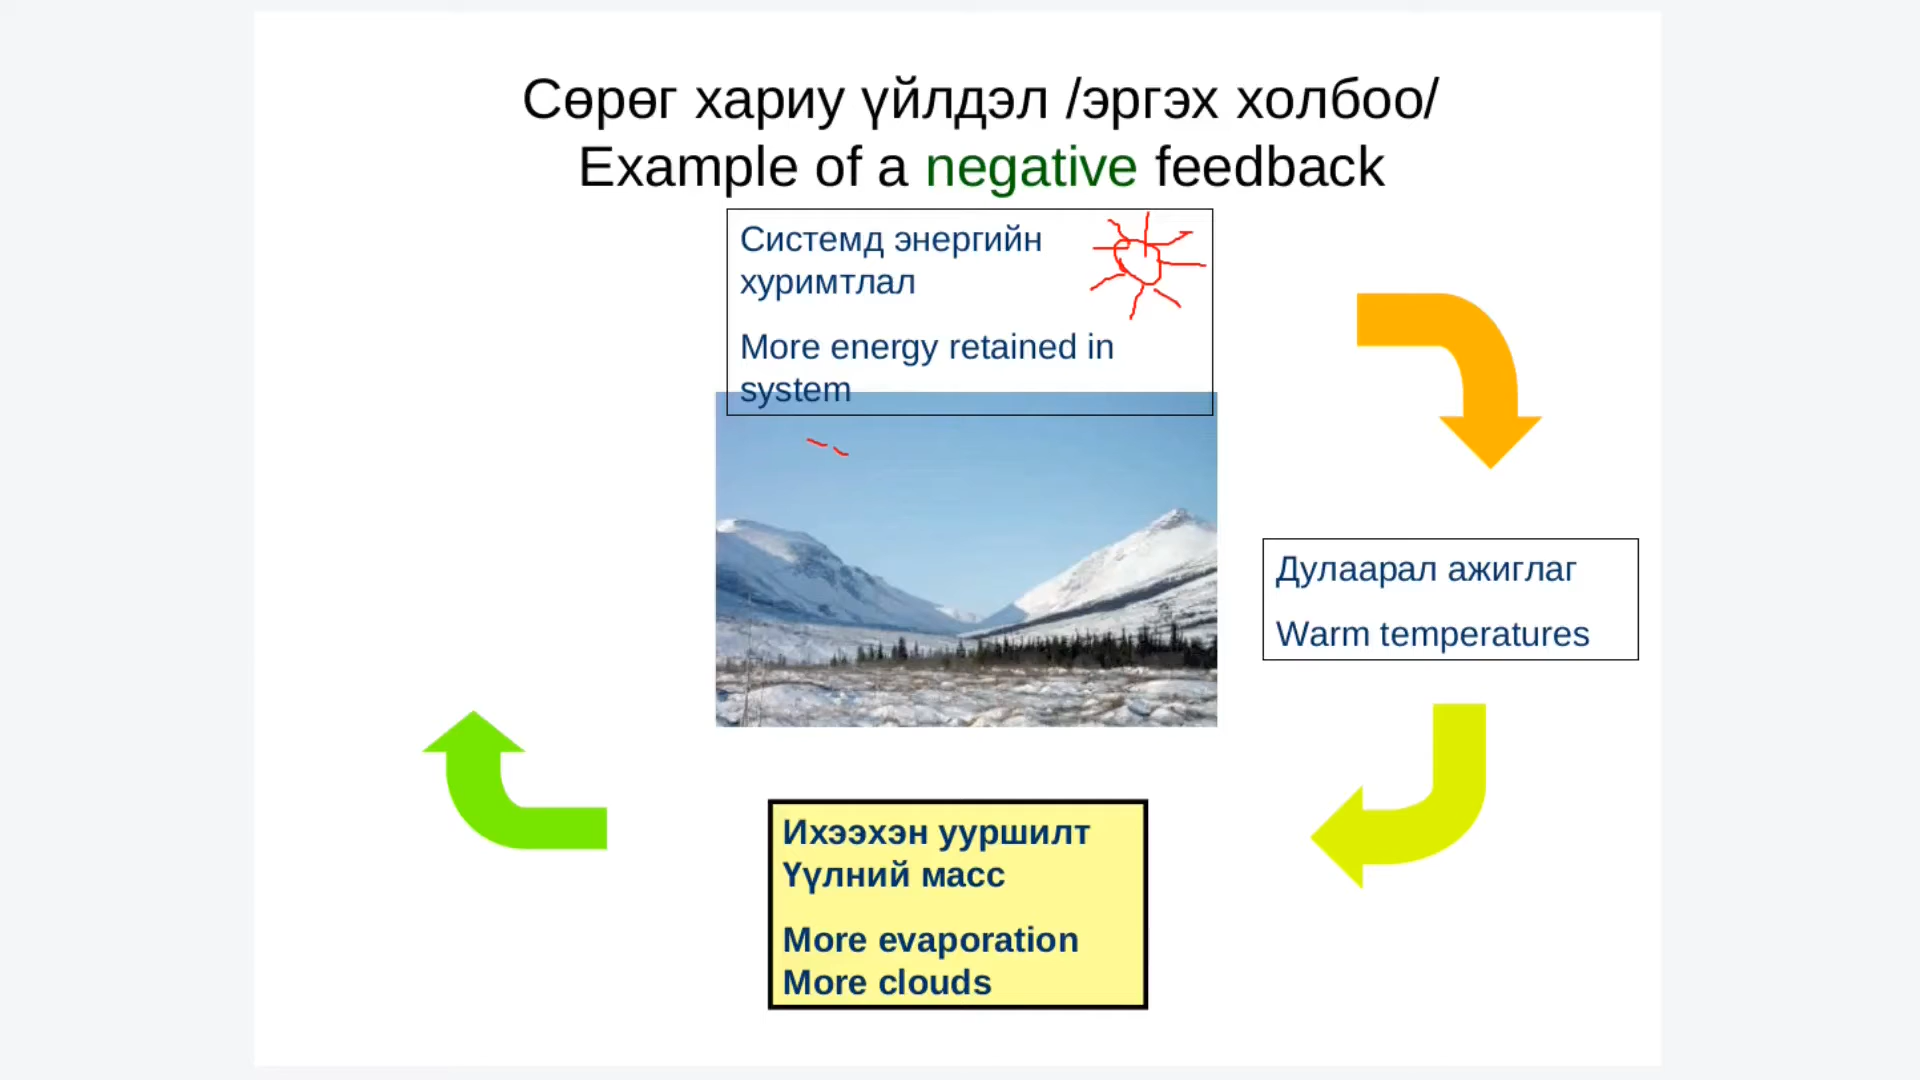 Сөрөг хариу үйлдэл /эргэх холбоо/
Example of a negative feedback
Системд энергийн
хуримтлал
More energy retained in
system
Дулаарал ажиглаг
Warm temperatures
Ихээхэн ууршилт
Үүлний масс
More evaporation
More clouds